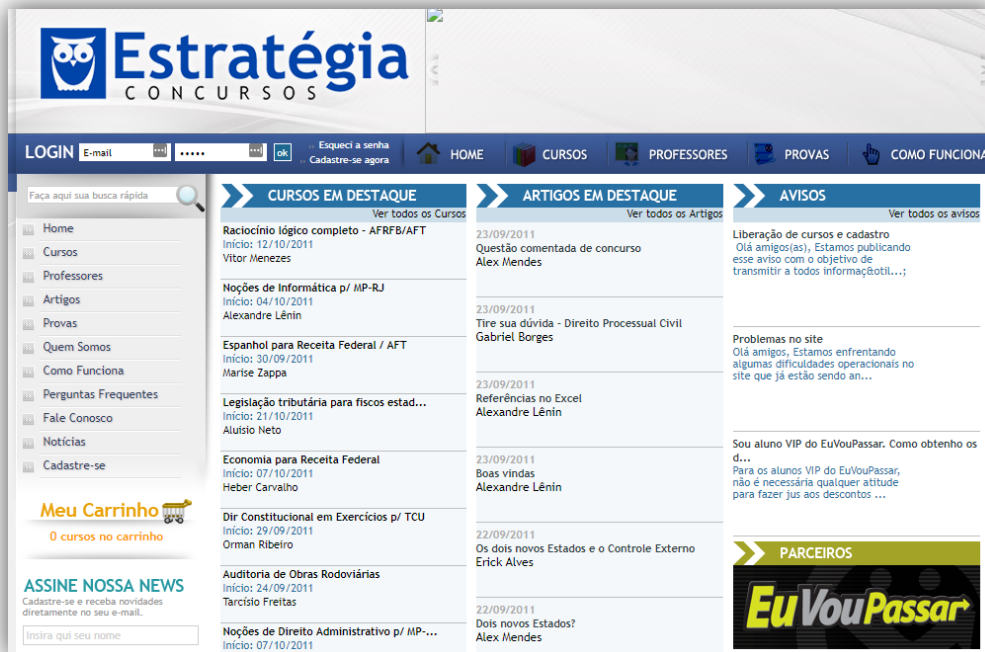 Estratégia
CONCURSOS
LOGIN E-mail ••••• ok
Esqueci a senha
Cadastre-se agora
HOME CURSOS PROFESSORES PROVAS COMO FUNCIONA
Faça aqui sua busca rápida
Home
Cursos
Professores
Artigos
Provas
Quem Somos
Como Funciona
Perguntas Frequentes
Fale Conosco
Notícias
Cadastre-se
Meu Carrinho
0 cursos no carrinho
ASSINE NOSSA NEWS
Cadastre-se e receba novidades
diretamente no seu e-mail.
Insira qui seu nome
CURSOS EM DESTAQUE
Ver todos os Cursos
Raciocínio lógico completo - AFRFB/AFT
Início: 12/10/2011
Vitor Menezes
Noções de Informática p/ MP-RJ
Início: 04/10/2011
Alexandre Lênin
Espanhol para Receita Federal / AFT
Início: 30/09/2011
Marise Zappa
Legislação tributária para fiscos estad...
Início: 21/10/2011
Aluisio Neto
Economia para Receita Federal
Início: 07/10/2011
Heber Carvalho
Dir Constitucional em Exercícios p/ TCU
Início: 29/09/2011
Orman Ribeiro
Auditoria de Obras Rodoviárias
Início: 24/09/2011
Tarcísio Freitas
Noções de Direito Administrativo p/ MP-...
Início: 07/10/2011
ARTIGOS EM DESTAQUE
Ver todos os Artigos
23/09/2011
Questão comentada de concurso
Alex Mendes
23/09/2011
Tire sua dúvida - Direito Processual Civil
Gabriel Borges
23/09/2011
Referências no Excel
Alexandre Lênin
23/09/2011
Boas vindas
Alexandre Lênin
22/09/2011
Os dois novos Estados e o Controle Externo
Erick Alves
22/09/2011
Dois novos Estados?
Alex Mendes
AVISOS
Ver todos os avisos
Liberação de cursos e cadastro
Olá amigos(as), Estamos publicando
esse aviso com o objetivo de
transmitir a todos informaç&otil...;
Problemas no site
Olá amigos, Estamos enfrentando
algumas dificuldades operacionais no
site que já estão sendo an...
Sou aluno VIP do EuVouPassar. Como obtenho os
d...
Para os alunos VIP do EuVouPassar,
não é necessária qualquer atitude
para fazer jus aos descontos ...
PARCEIROS
EuVouPassar